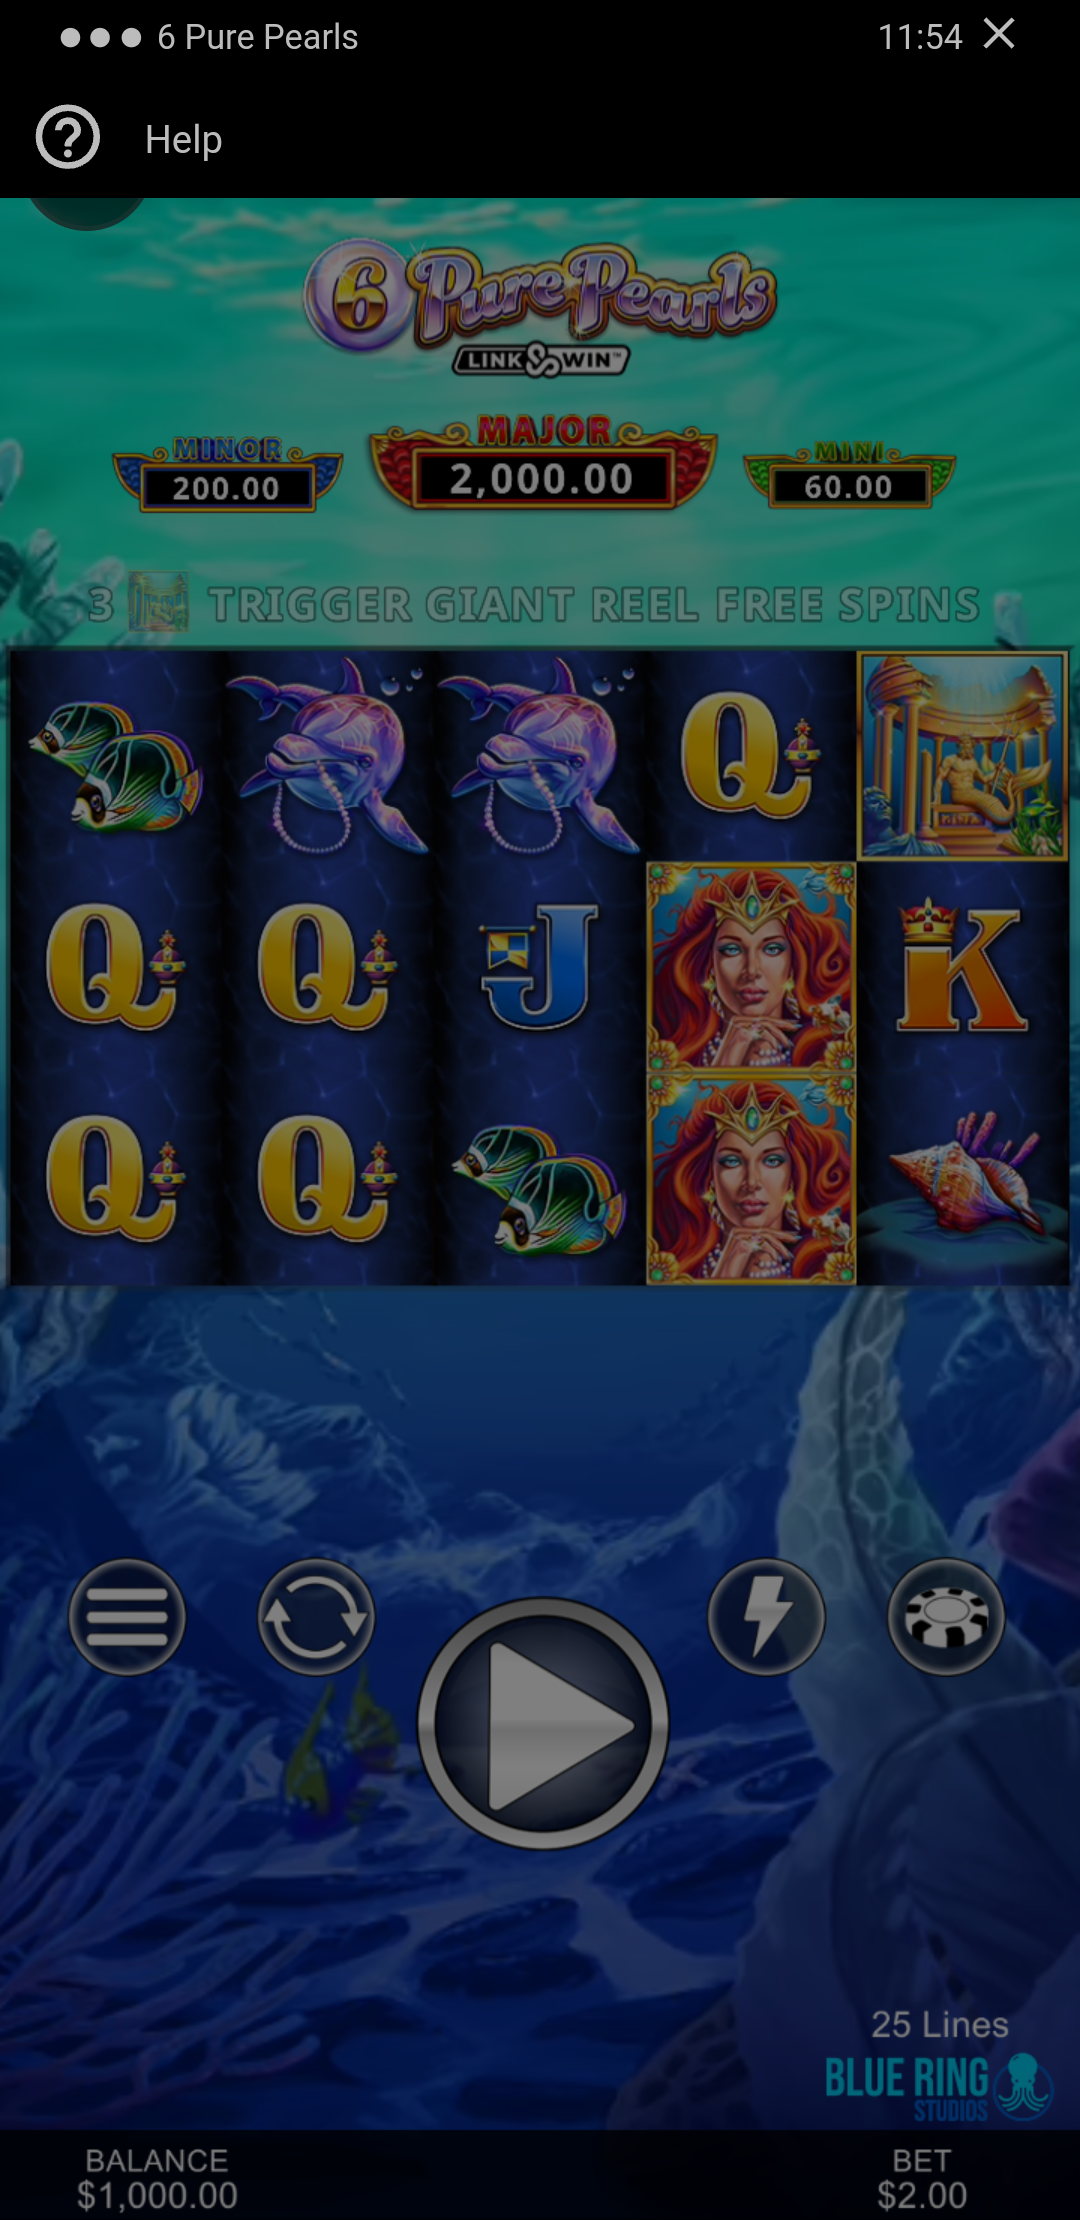 6 Pure Pearls 11:54
Help
6 Pure Pearls
LINK WIN™
MINOR MAJOR MINI
200.00 2,000.00 60.00
3 TRIGGER GIANT REEL FREE SPINS
Q
Q Q J K
Q Q
25 Lines
BLUE RING
STUDIOS
BALANCE BET
$1,000.00 $2.00